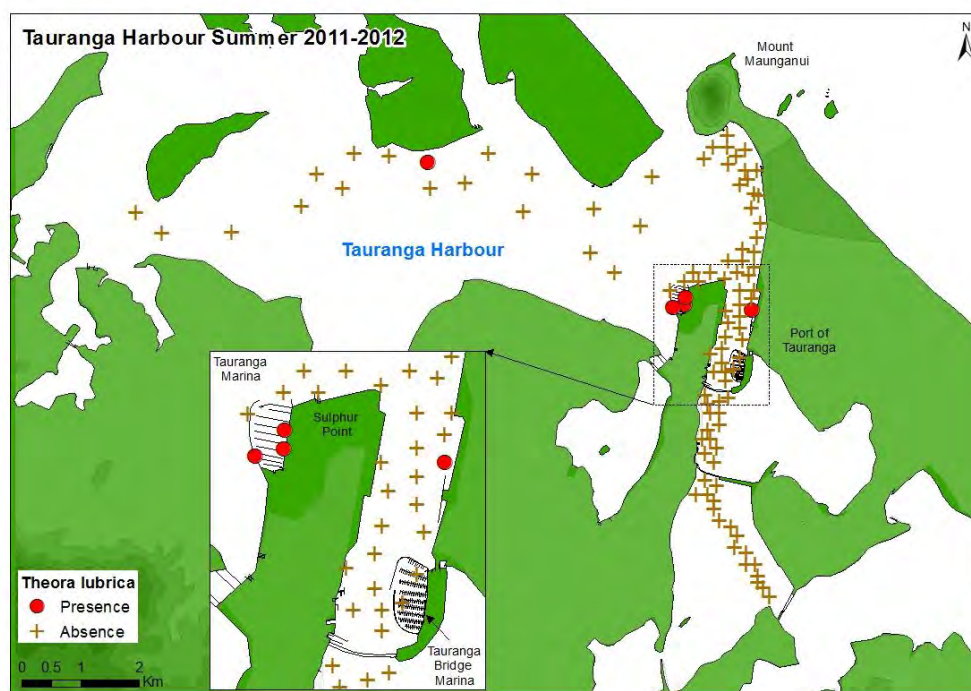 Tauranga Harbour Summer 2011-2012
N
Mount
Maunganui
Tauranga Harbour
Port of
Tauranga
Tauranga
Marina
Sulphur
Point
Tauranga
Bridge
Marina
Theora lubrica
Presence
Absence
0 0.5 1 2
Km